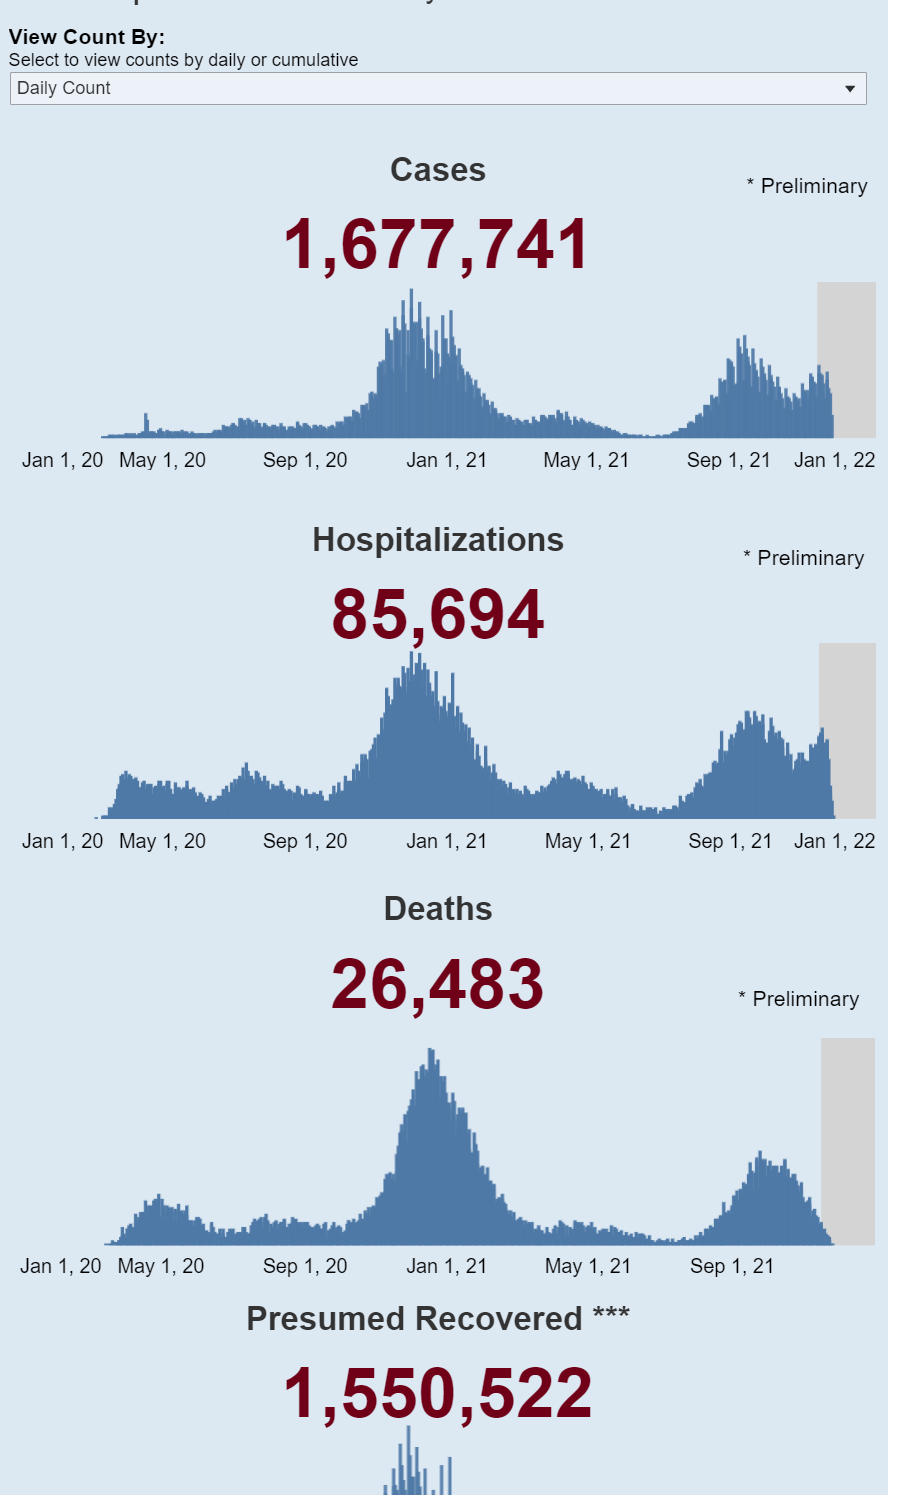 View Count By:
Select to view counts by daily or cumulative
Daily Count
Cases
* Preliminary
1,677,741
Jan 1, 20 May 1, 20 Sep 1, 20 Jan 1, 21 May 1, 21 Sep 1, 21 Jan 1, 22
Hospitalizations
* Preliminary
85,694
Jan 1, 20 May 1, 20 Sep 1, 20 Jan 1, 21 May 1, 21 Sep 1, 21 Jan 1, 22
Deaths
26,483
* Preliminary
Jan 1, 20 May 1, 20 Sep 1, 20 Jan 1, 21 May 1, 21 Sep 1, 21
Presumed Recovered ***
1,550,522